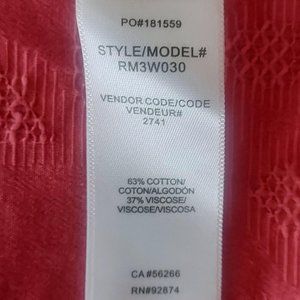 PO#181559
STYLE/MODEL#
RM3W030
VENDOR CODE/CODE
VENDEUR#
2741
63% COTTON/
COTON/ALGODÓN
37% VISCOSE/
VISCOSE/VISCOSA
CA #56266
RN#92874